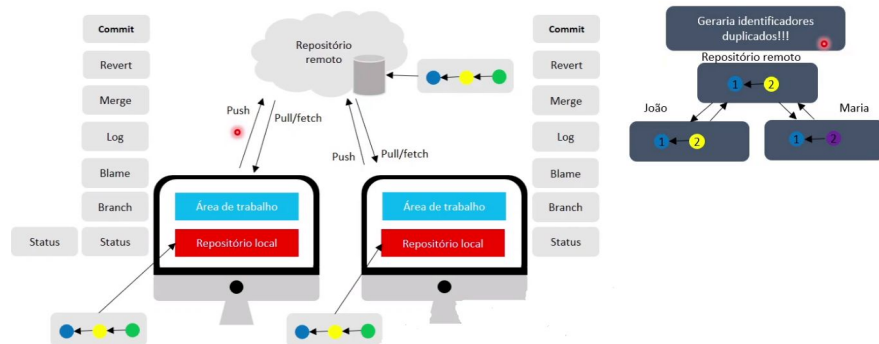 Commit
Revert
Merge
Log
Blame
Branch
Status
Status
Repositório
remoto
Push
Pull/fetch
Push
Pull/fetch
Área de trabalho
Repositório local
Área de trabalho
Repositório local
Commit
Revert
Merge
Log
Blame
Branch
Status
Geraria identificadores
duplicados!!!
Repositório remoto
1 2
João
Maria
1 2
1 2